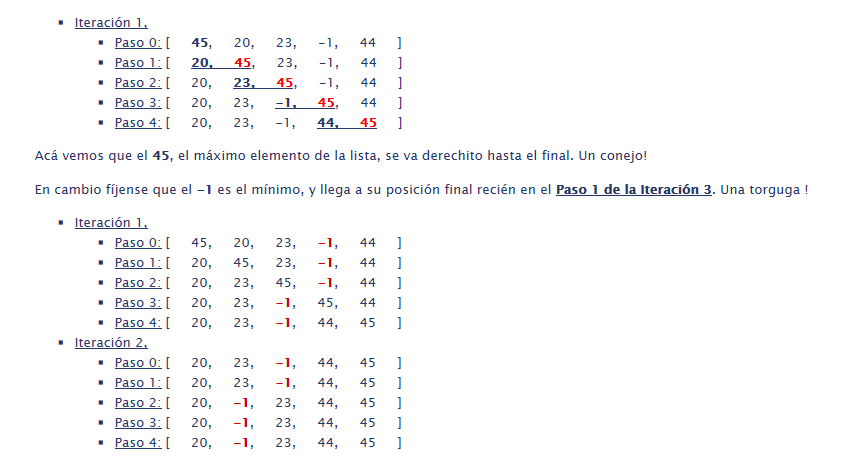 Iteración 1,
Paso 0: [ 45, 20, 23, -1, 44 ]
Paso 1: [ 20, 45, 23, -1, 44 ]
Paso 2: [ 20, 23, 45, -1, 44 ]
Paso 3: [ 20, 23, -1, 45, 44 ]
Paso 4: [ 20, 23, -1, 44, 45 ]
Acá vemos que el 45, el máximo elemento de la lista, se va derechito hasta el final. Un conejo!
En cambio fíjense que el -1 es el mínimo, y llega a su posición final recién en el Paso 1 de la Iteración 3. Una torguga !
Iteración 1,
Paso 0: [ 45, 20, 23, -1, 44 ]
Paso 1: [ 20, 45, 23, -1, 44 ]
Paso 2: [ 20, 23, 45, -1, 44 ]
Paso 3: [ 20, 23, -1, 45, 44 ]
Paso 4: [ 20, 23, -1, 44, 45 ]
Iteración 2,
Paso 0: [ 20, 23, -1, 44, 45 ]
Paso 1: [ 20, 23, -1, 44, 45 ]
Paso 2: [ 20, -1, 23, 44, 45 ]
Paso 3: [ 20, -1, 23, 44, 45 ]
Paso 4: [ 20, -1, 23, 44, 45 ]